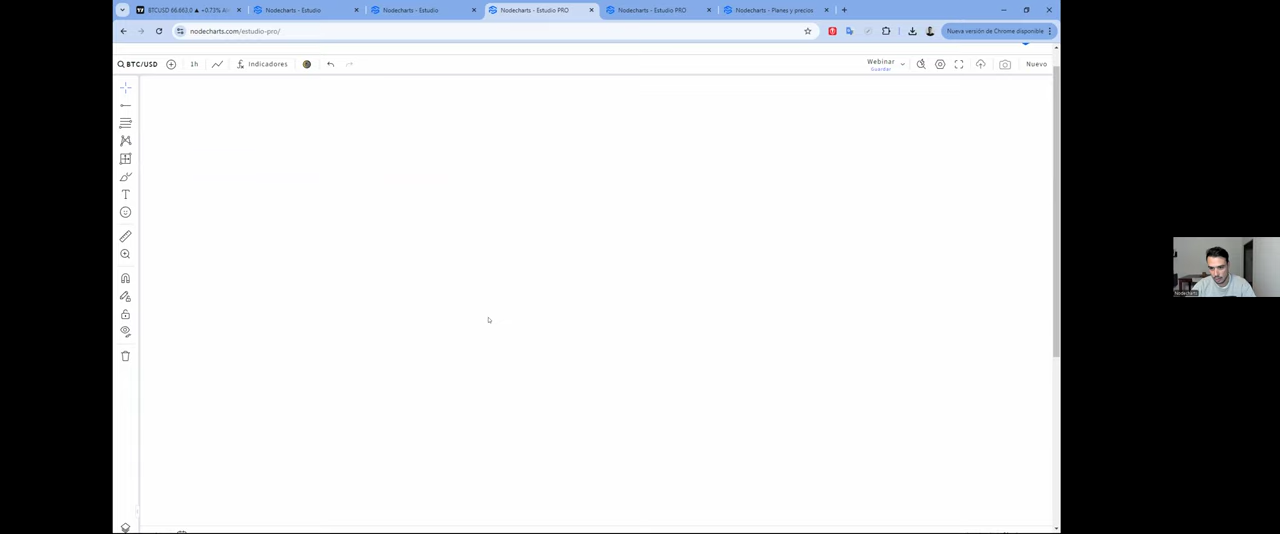 BTCUSD 66.663,0 ▲ +0.73%
Nodecharts - Estudio
Nodecharts - Estudio
Nodecharts - Estudio PRO
Nodecharts - Estudio PRO
Nodecharts - Planes y precios
nodecharts.com/estudio-pro/
Nueva versión de Chrome disponible
BTC/USD
1h
Indicadores
Webinar
Guardar
Nuevo
T
Nodecharts